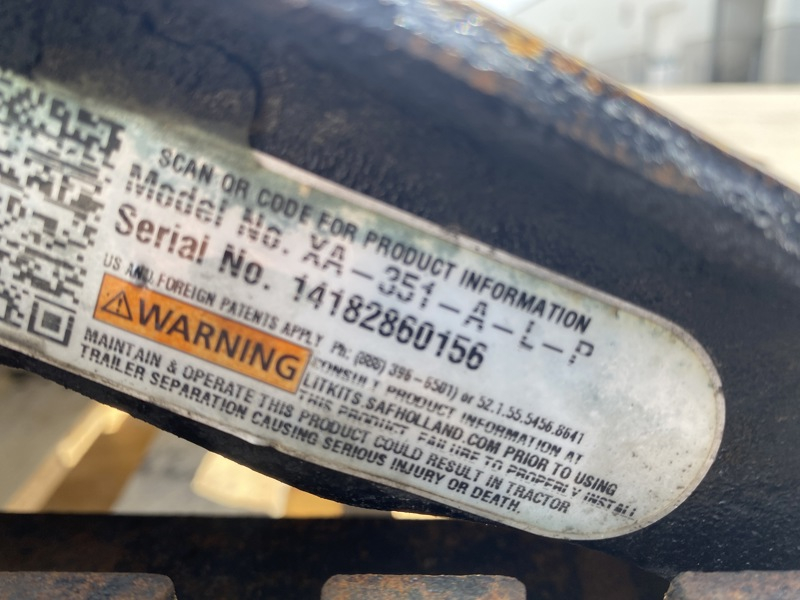 SCAN QR CODE FOR PRODUCT INFORMATION
Model No. XA-351-A-L-P
Serial No. 14182860156
US AND FOREIGN PATENTS APPLY Ph: (888) 396-6501) or 52.1.55.5456.8641
WARNING
CONSULT PRODUCT INFORMATION AT
LITKITS.SAFHOLLAND.COM PRIOR TO USING
THIS PRODUCT. FAILURE TO PROPERLY INSTALL
MAINTAIN & OPERATE THIS PRODUCT COULD RESULT IN TRACTOR
TRAILER SEPARATION CAUSING SERIOUS INJURY OR DEATH.